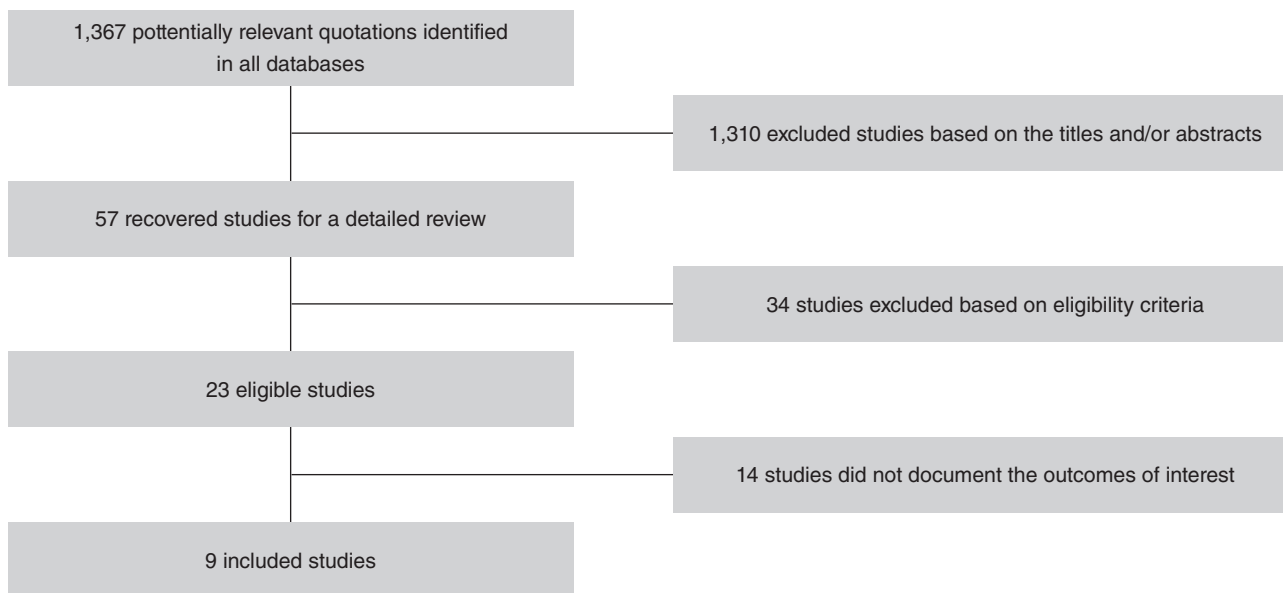 1,367 pottentially relevant quotations identified
in all databases
1,310 excluded studies based on the titles and/or abstracts
57 recovered studies for a detailed review
34 studies excluded based on eligibility criteria
23 eligible studies
14 studies did not document the outcomes of interest
9 included studies